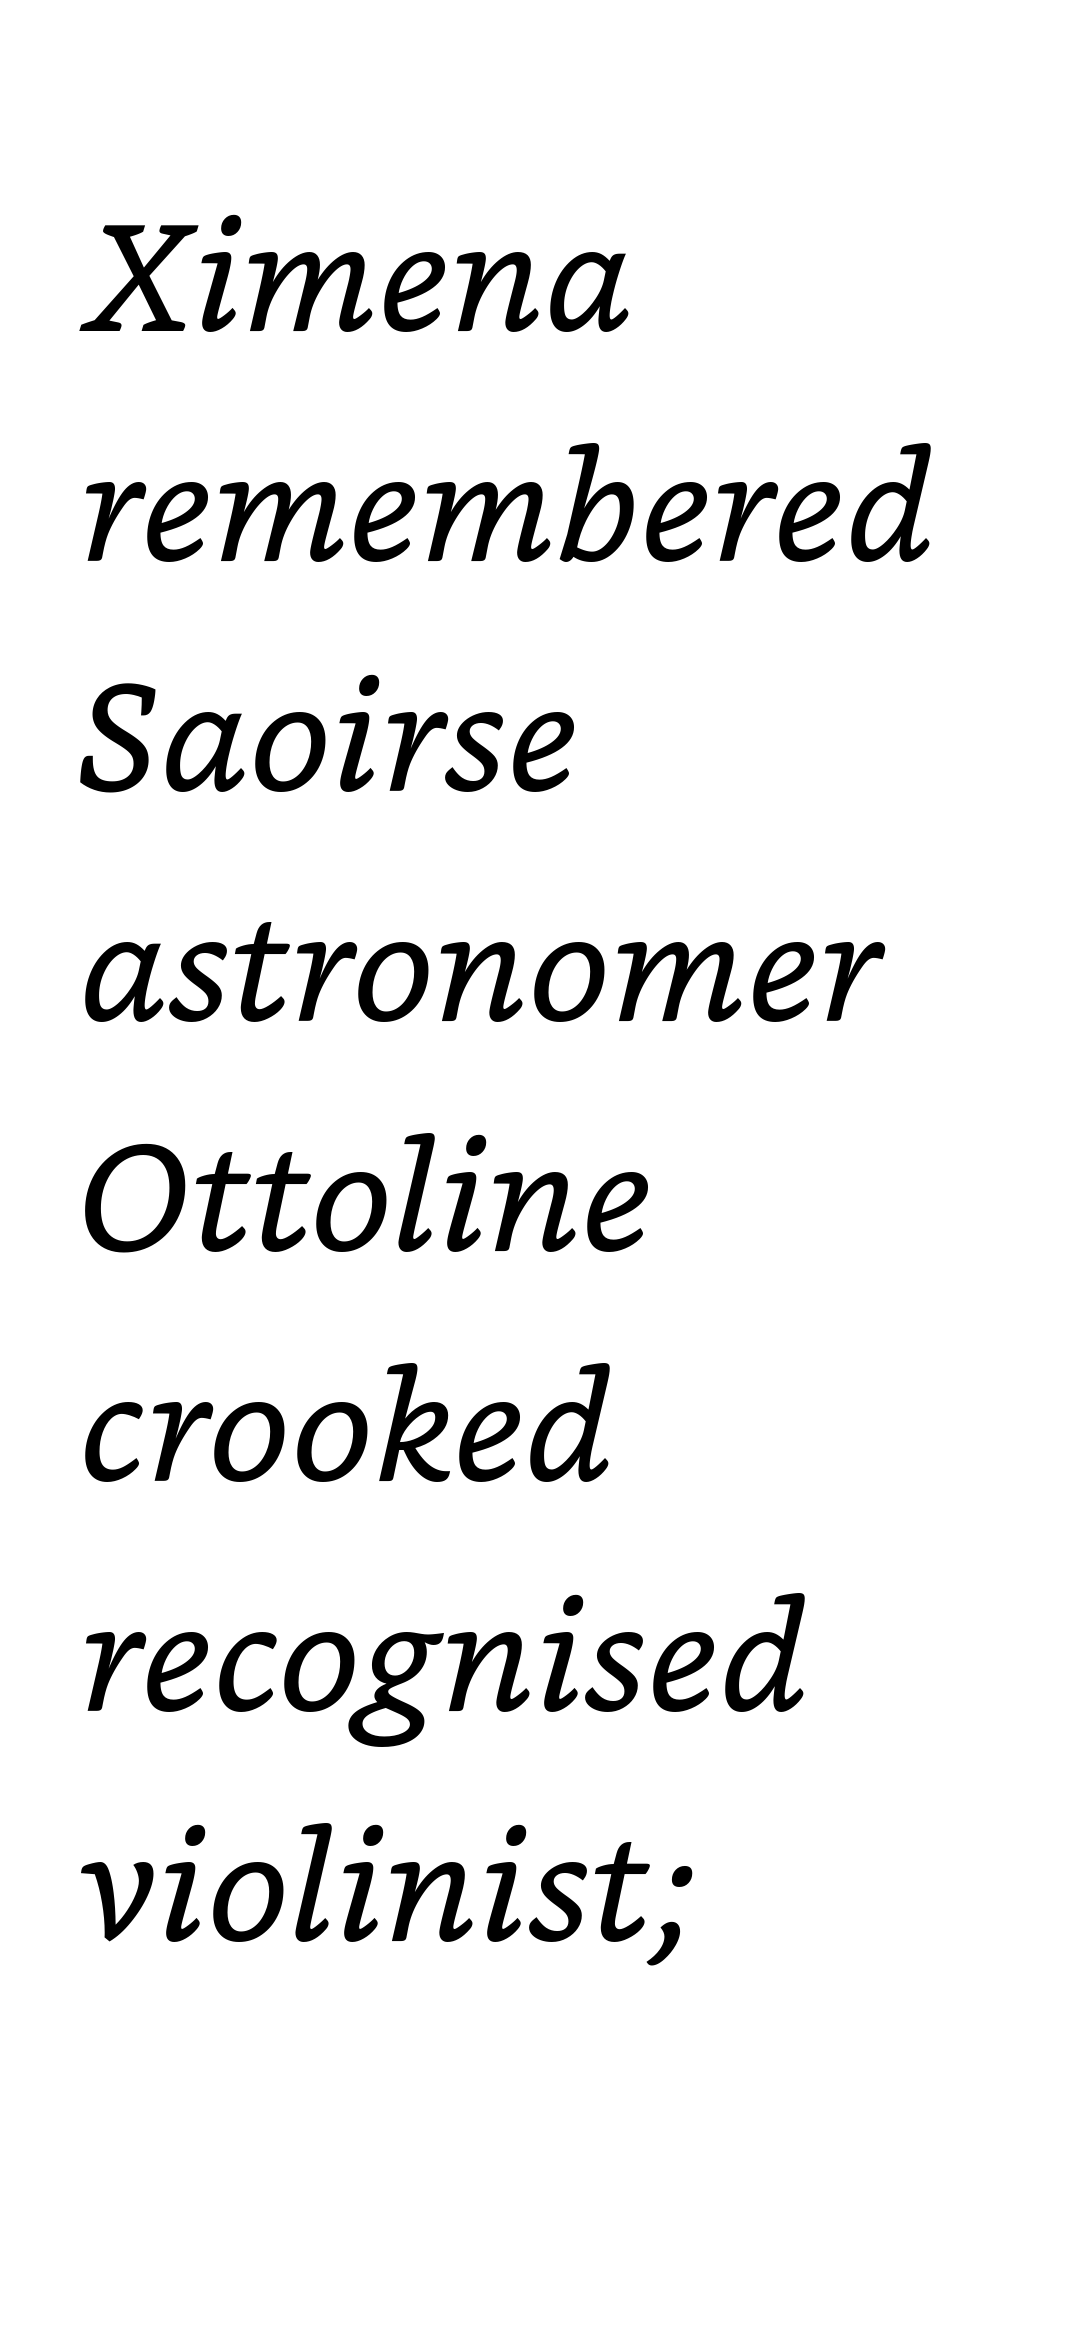 Ximena
remembered
Saoirse
astronomer
Ottoline
crooked
recognised
violinist;